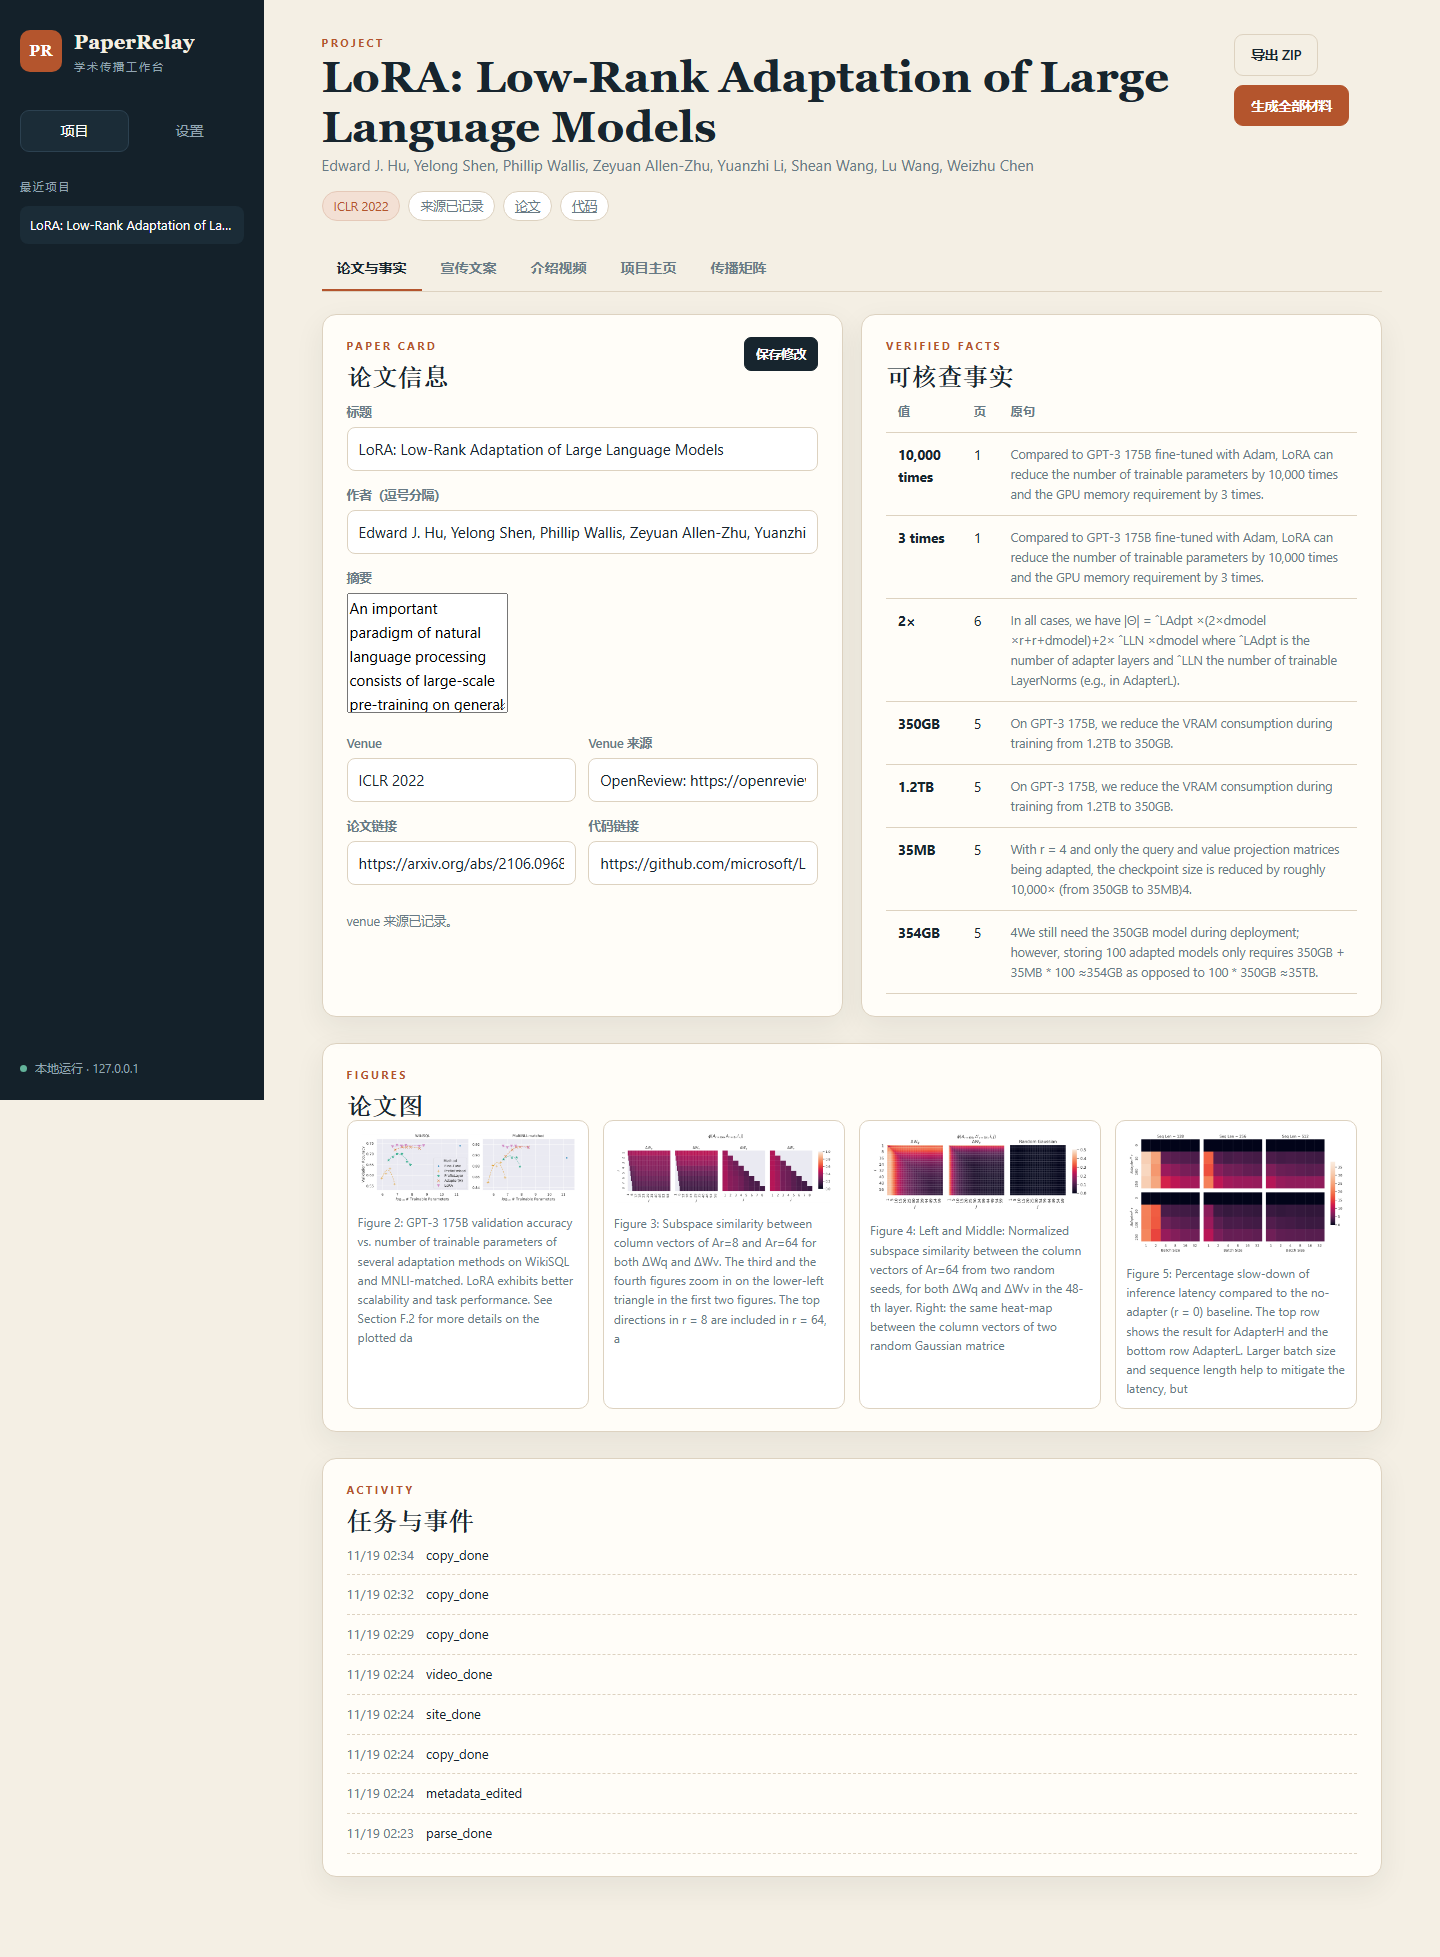 PR
PaperRelay
学术传播工作台
项目
设置
最近项目
LoRA: Low-Rank Adaptation of La...
本地运行 · 127.0.0.1
PROJECT
LoRA: Low-Rank Adaptation of Large
Language Models
Edward J. Hu, Yelong Shen, Phillip Wallis, Zeyuan Allen-Zhu, Yuanzhi Li, Shean Wang, Lu Wang, Weizhu Chen
导出 ZIP
生成全部材料
ICLR 2022
来源已记录
论文
代码
论文与事实
宣传文案
介绍视频
项目主页
传播矩阵
PAPER CARD
论文信息
保存修改
标题
LoRA: Low-Rank Adaptation of Large Language Models
作者（逗号分隔）
Edward J. Hu, Yelong Shen, Phillip Wallis, Zeyuan Allen-Zhu, Yuanzhi
摘要
An important
paradigm of natural
language processing
consists of large-scale
pre-training on general
Venue
Venue 来源
ICLR 2022
OpenReview: https://openreview
论文链接
代码链接
https://arxiv.org/abs/2106.0968
https://github.com/microsoft/L
venue 来源已记录。
VERIFIED FACTS
可核查事实
值 页 原句
10,000 times
1
Compared to GPT-3 175B fine-tuned with Adam, LoRA can
reduce the number of trainable parameters by 10,000 times
and the GPU memory requirement by 3 times.
3 times
1
Compared to GPT-3 175B fine-tuned with Adam, LoRA can
reduce the number of trainable parameters by 10,000 times
and the GPU memory requirement by 3 times.
2×
6
In all cases, we have |Θ| = ˆLAdpt ×(2×dmodel
×r+r+dmodel)+2× ˆLLN ×dmodel where ˆLAdpt is the
number of adapter layers and ˆLLN the number of trainable
LayerNorms (e.g., in AdapterL).
350GB
5
On GPT-3 175B, we reduce the VRAM consumption during
training from 1.2TB to 350GB.
1.2TB
5
On GPT-3 175B, we reduce the VRAM consumption during
training from 1.2TB to 350GB.
35MB
5
With r = 4 and only the query and value projection matrices
being adapted, the checkpoint size is reduced by roughly
10,000× (from 350GB to 35MB)4.
354GB
5
4We still need the 350GB model during deployment;
however, storing 100 adapted models only requires 350GB +
35MB * 100 ≈354GB as opposed to 100 * 350GB ≈35TB.
FIGURES
论文图
WikiSQL
MultiNLI-matched
Figure 2: GPT-3 175B validation accuracy
vs. number of trainable parameters of
several adaptation methods on WikiSQL
and MNLI-matched. LoRA exhibits better
scalability and task performance. See
Section F.2 for more details on the
plotted da
Figure 3: Subspace similarity between
column vectors of Ar=8 and Ar=64 for
both ΔWq and ΔWv. The third and the
fourth figures zoom in on the lower-left
triangle in the first two figures. The top
directions in r = 8 are included in r = 64,
a
Random Gaussian
Figure 4: Left and Middle: Normalized
subspace similarity between the column
vectors of Ar=64 from two random
seeds, for both ΔWq and ΔWv in the 48-
th layer. Right: the same heat-map
between the column vectors of two
random Gaussian matrice
Figure 5: Percentage slow-down of
inference latency compared to the no-
adapter (r = 0) baseline. The top row
shows the result for AdapterH and the
bottom row AdapterL. Larger batch size
and sequence length help to mitigate the
latency, but
ACTIVITY
任务与事件
11/19 02:34 copy_done
11/19 02:32 copy_done
11/19 02:29 copy_done
11/19 02:24 video_done
11/19 02:24 site_done
11/19 02:24 copy_done
11/19 02:24 metadata_edited
11/19 02:23 parse_done